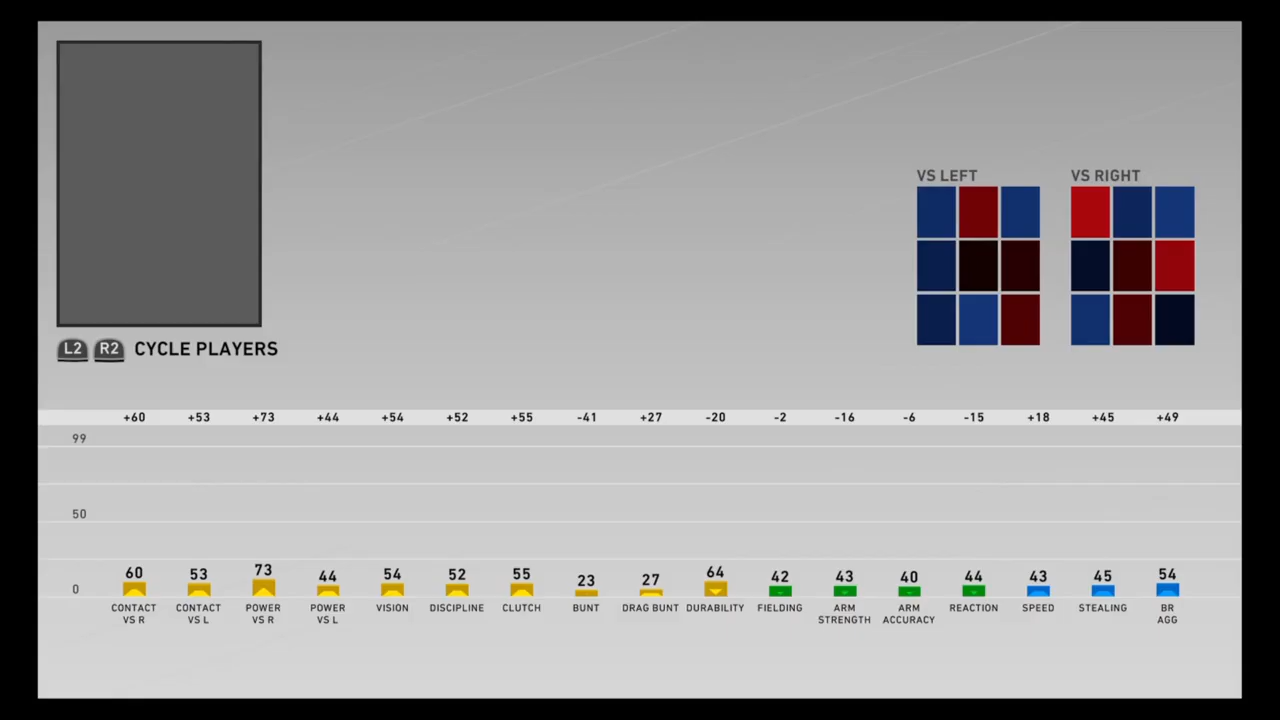 VS LEFT VS RIGHT
L2 R2 CYCLE PLAYERS
+60 +53 +73 +44 +54 +52 +55 -41 +27 -20 -2 -16 -6 -15 +18 +45 +49
99
50
0
60 53 73 44 54 52 55 23 27 64 42 43 40 44 43 45 54
CONTACT CONTACT POWER POWER VISION DISCIPLINE CLUTCH BUNT DRAG BUNT DURABILITY FIELDING ARM ARM REACTION SPEED STEALING BR
VS R VS L VS R VS L STRENGTH ACCURACY AGG